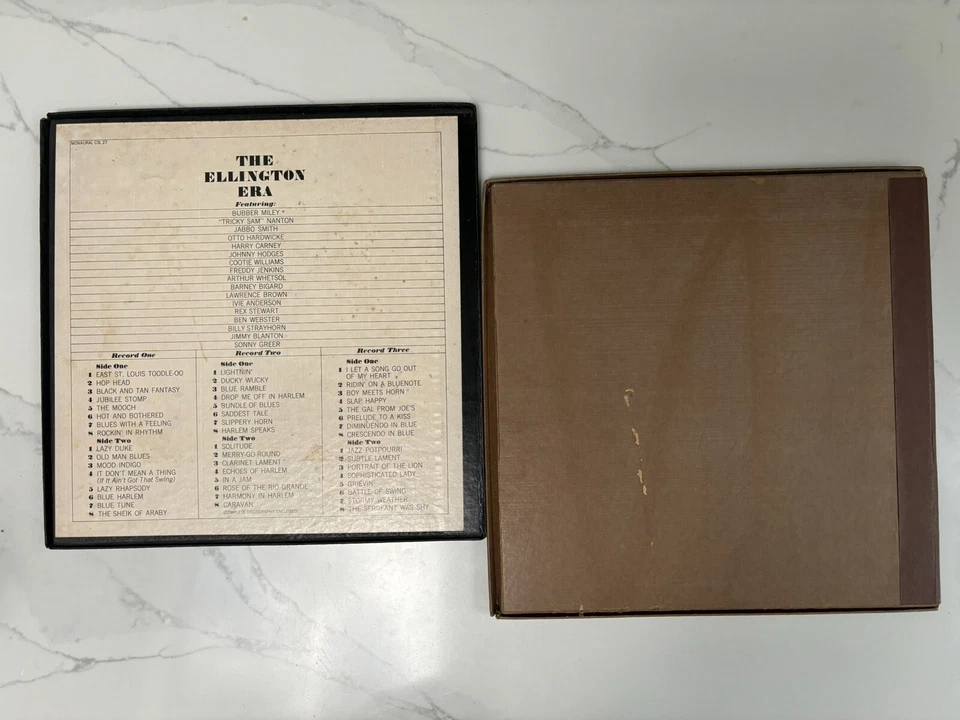 MONAURAL C3L 27
THE
ELLINGTON
ERA
Featuring:
BUBBER MILEY
"TRICKY SAM" NANTON
JABBO SMITH
OTTO HARDWICKE
HARRY CARNEY
JOHNNY HODGES
COOTIE WILLIAMS
FREDDY JENKINS
ARTHUR WHETSOL
BARNEY BIGARD
LAWRENCE BROWN
IVIE ANDERSON
REX STEWART
BEN WEBSTER
BILLY STRAYHORN
JIMMY BLANTON
SONNY GREER
Record One
Side One
1 EAST ST. LOUIS TOODLE-OO
2 HOP HEAD
3 BLACK AND TAN FANTASY
4 JUBILEE STOMP
5 THE MOOCH
6 HOT AND BOTHERED
7 BLUES WITH A FEELING
8 ROCKIN' IN RHYTHM
Side Two
1 LAZY DUKE
2 OLD MAN BLUES
3 MOOD INDIGO
4 IT DON'T MEAN A THING
(If It Ain't Got That Swing)
5 LAZY RHAPSODY
6 BLUE HARLEM
7 BLUE TUNE
8 THE SHEIK OF ARABY
Record Two
Side One
1 LIGHTNIN'
2 DUCKY WUCKY
3 BLUE RAMBLE
4 DROP ME OFF IN HARLEM
5 BUNDLE OF BLUES
6 SADDEST TALE
7 SLIPPERY HORN
8 HARLEM SPEAKS
Side Two
1 SOLITUDE
2 MERRY-GO-ROUND
3 CLARINET LAMENT
4 ECHOES OF HARLEM
5 IN A JAM
6 ROSE OF THE RIO GRANDE
7 HARMONY IN HARLEM
8 CARAVAN
(COMPLETE DISCOGRAPHY ENCLOSED)
Record Three
Side One
1 I LET A SONG GO OUT
OF MY HEART
2 RIDIN' ON A BLUENOTE
3 BOY MEETS HORN
4 SLAP HAPPY
5 THE GAL FROM JOE'S
6 PRELUDE TO A KISS
7 DIMINUENDO IN BLUE
8 CRESCENDO IN BLUE
Side Two
1 JAZZ POTPOURRI
2 SUBTLE LAMENT
3 PORTRAIT OF THE LION
4 SOPHISTICATED LADY
5 GRIEVIN'
6 BATTLE OF SWING
7 STORMY WEATHER
8 THE SERGEANT WAS SHY